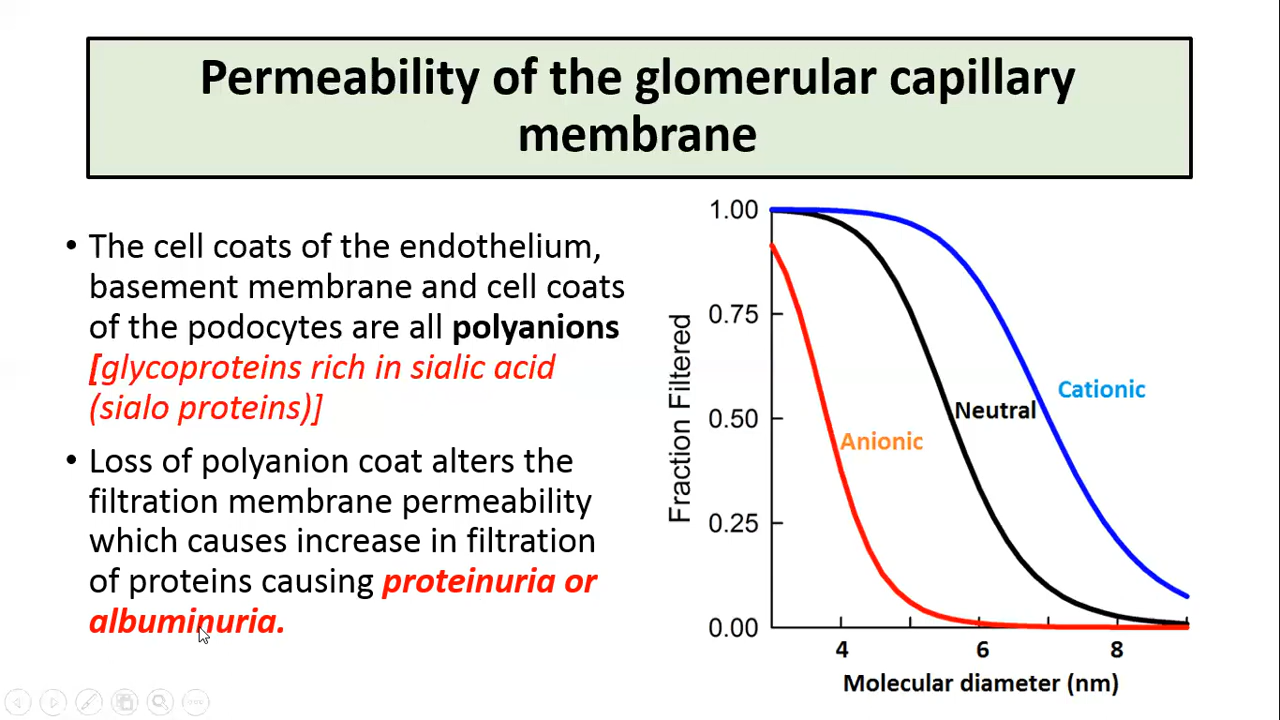 Permeability of the glomerular capillary
membrane
• The cell coats of the endothelium,
basement membrane and cell coats
of the podocytes are all polyanions
[glycoproteins rich in sialic acid
(sialo proteins)]
• Loss of polyanion coat alters the
filtration membrane permeability
which causes increase in filtration
of proteins causing proteinuria or
albuminuria.
Fraction Filtered
1.00
0.75
0.50
0.25
0.00
Anionic
Neutral
Cationic
4 6 8
Molecular diameter (nm)